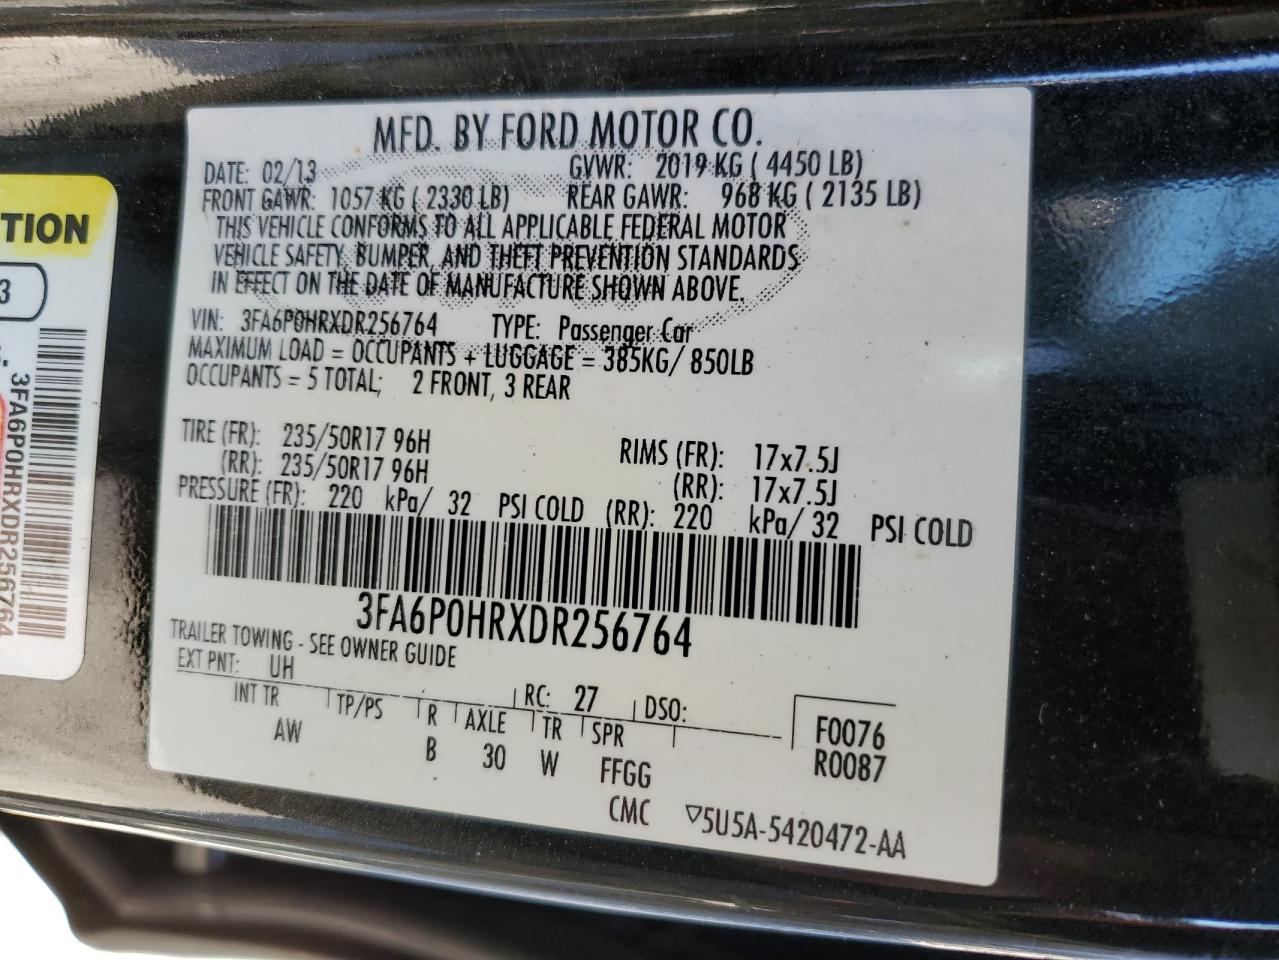 MFD. BY FORD MOTOR CO.
DATE: 02/13 GVWR: 2019 KG ( 4450 LB)
FRONT GAWR: 1057 KG ( 2330 LB) REAR GAWR: 968 KG ( 2135 LB)
THIS VEHICLE CONFORMS TO ALL APPLICABLE FEDERAL MOTOR
VEHICLE SAFETY, BUMPER, AND THEFT PREVENTION STANDARDS
IN EFFECT ON THE DATE OF MANUFACTURE SHOWN ABOVE.
VIN: 3FA6P0HRXDR256764 TYPE: Passenger Car
MAXIMUM LOAD = OCCUPANTS + LUGGAGE = 385KG/ 850LB
OCCUPANTS = 5 TOTAL; 2 FRONT, 3 REAR
TIRE (FR): 235/50R17 96H RIMS (FR): 17x7.5J
(RR): 235/50R17 96H (RR): 17x7.5J
PRESSURE (FR): 220 kPa/ 32 PSI COLD (RR): 220 kPa/ 32 PSI COLD
3FA6P0HRXDR256764
TRAILER TOWING - SEE OWNER GUIDE
EXT PNT: UH RC: 27 DSO:
INT TR TP/PS R AXLE TR SPR F0076
AW B 30 W FFGG R0087
CMC ▽5U5A-5420472-AA
TION
3
3FA6P0HRXDR256764